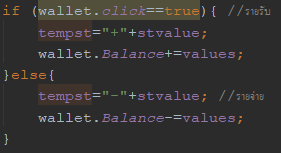 if (wallet.click==true){ //รายรับ
tempst="+"+stvalue;
wallet.Balance+=values;
}else{
tempst="-"+stvalue; //รายจ่าย
wallet.Balance-=values;
}